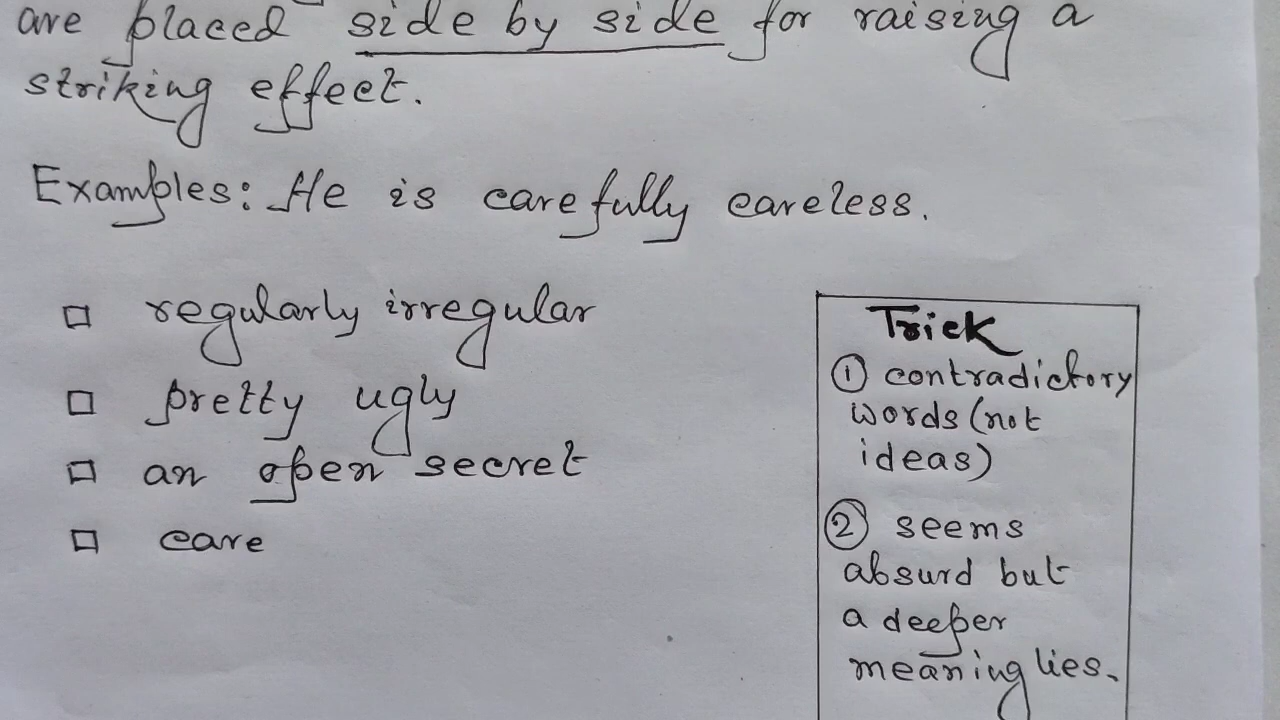 are placed side by side for raising a
striking effect.
Examples: He is carefully careless.
□ regularly irregular
□ pretty ugly
□ an open secret
□ care
Trick
① contradictory
words (not
ideas)
② seems
absurd but
a deeper
meaning lies.